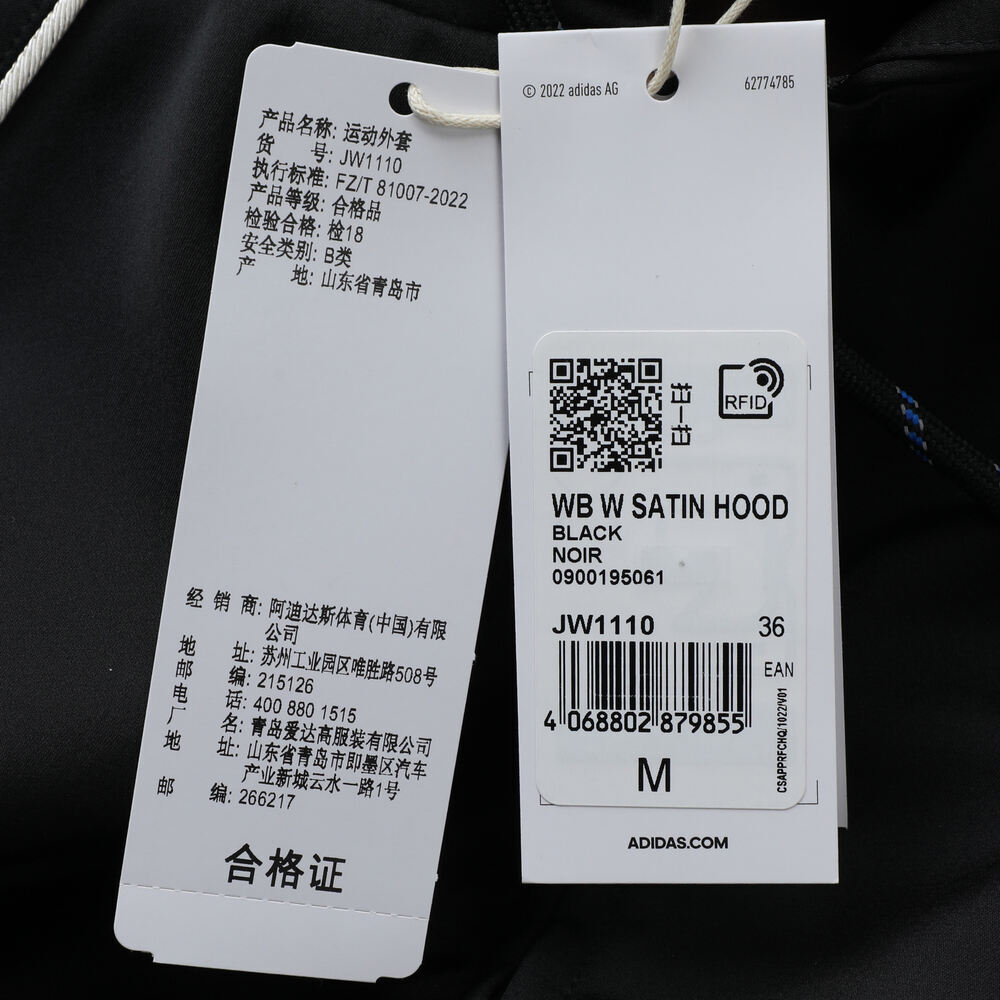 产品名称: 运动外套
货 号: JW1110
执行标准: FZ/T 81007-2022
产品等级: 合格品
检验合格: 检18
安全类别: B类
产 地: 山东省青岛市
经 销 商: 阿迪达斯体育(中国)有限
公司
地 址: 苏州工业园区唯胜路508号
邮 编: 215126
电 话: 400 880 1515
厂 名: 青岛爱达高服装有限公司
地 址: 山东省青岛市即墨区汽车
产业新城云水一路1号
邮 编: 266217
合格证
© 2022 adidas AG
62774785
扫一扫
RFID
WB W SATIN HOOD
BLACK
NOIR
0900195061
JW1110 36
EAN
4 068802 879855
CSAPPRFCHQ/1022/V01
M
ADIDAS.COM